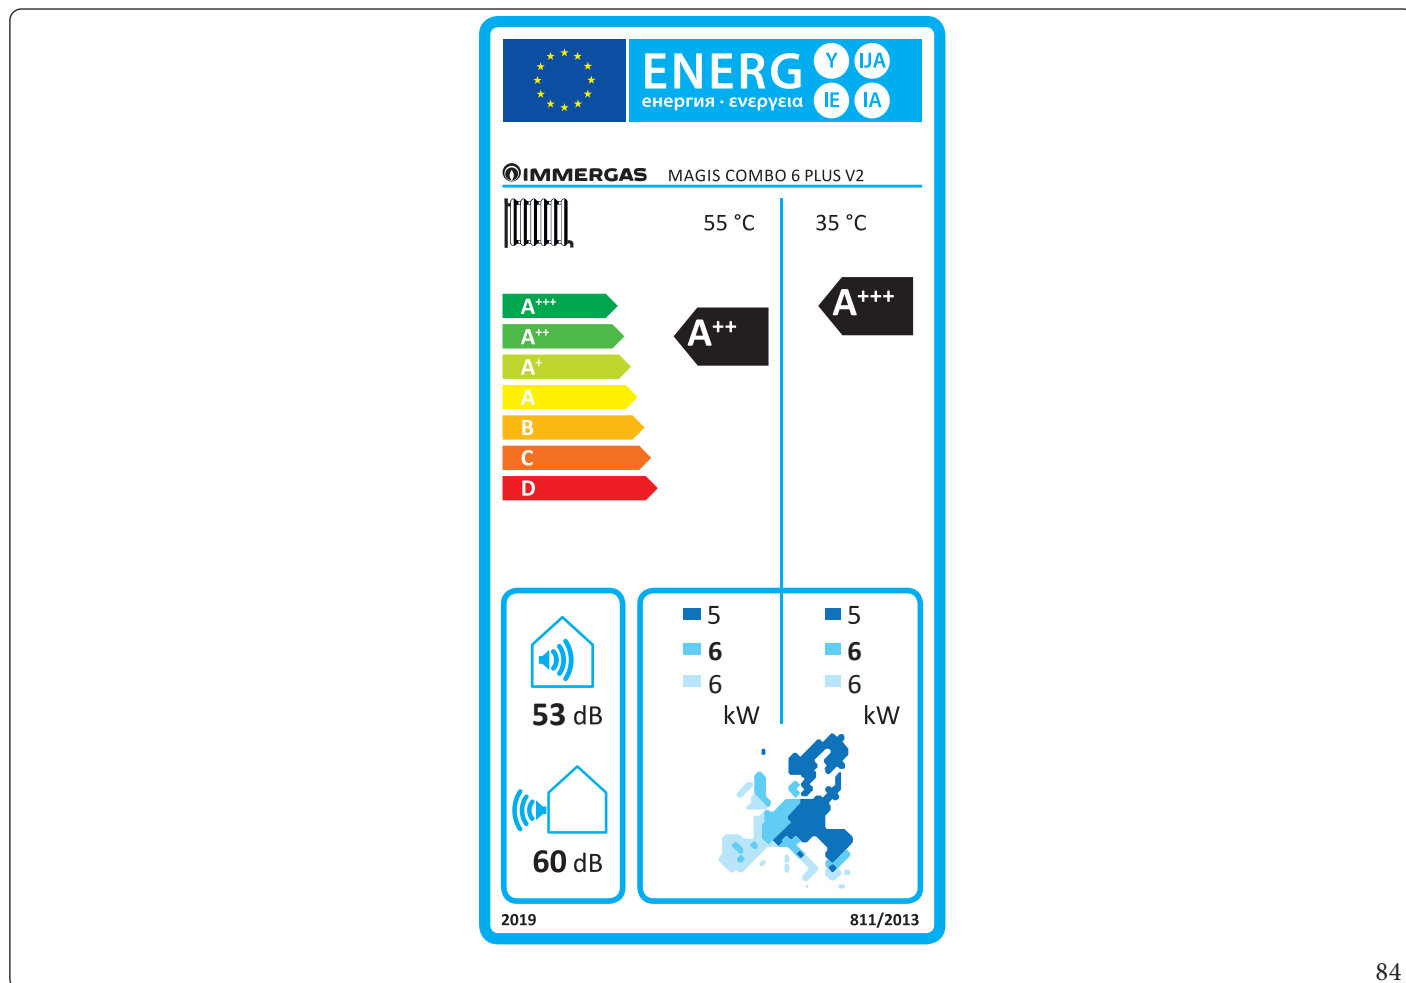 ENERG Y IJA
енергия · ενεργεια IE IA
IMMERGAS MAGIS COMBO 6 PLUS V2
55 °C 35 °C
A+++
A++
A+
A
B
C
D
A++
A+++
53 dB
60 dB
5 5
6 6
6 6
kW kW
2019 811/2013
84